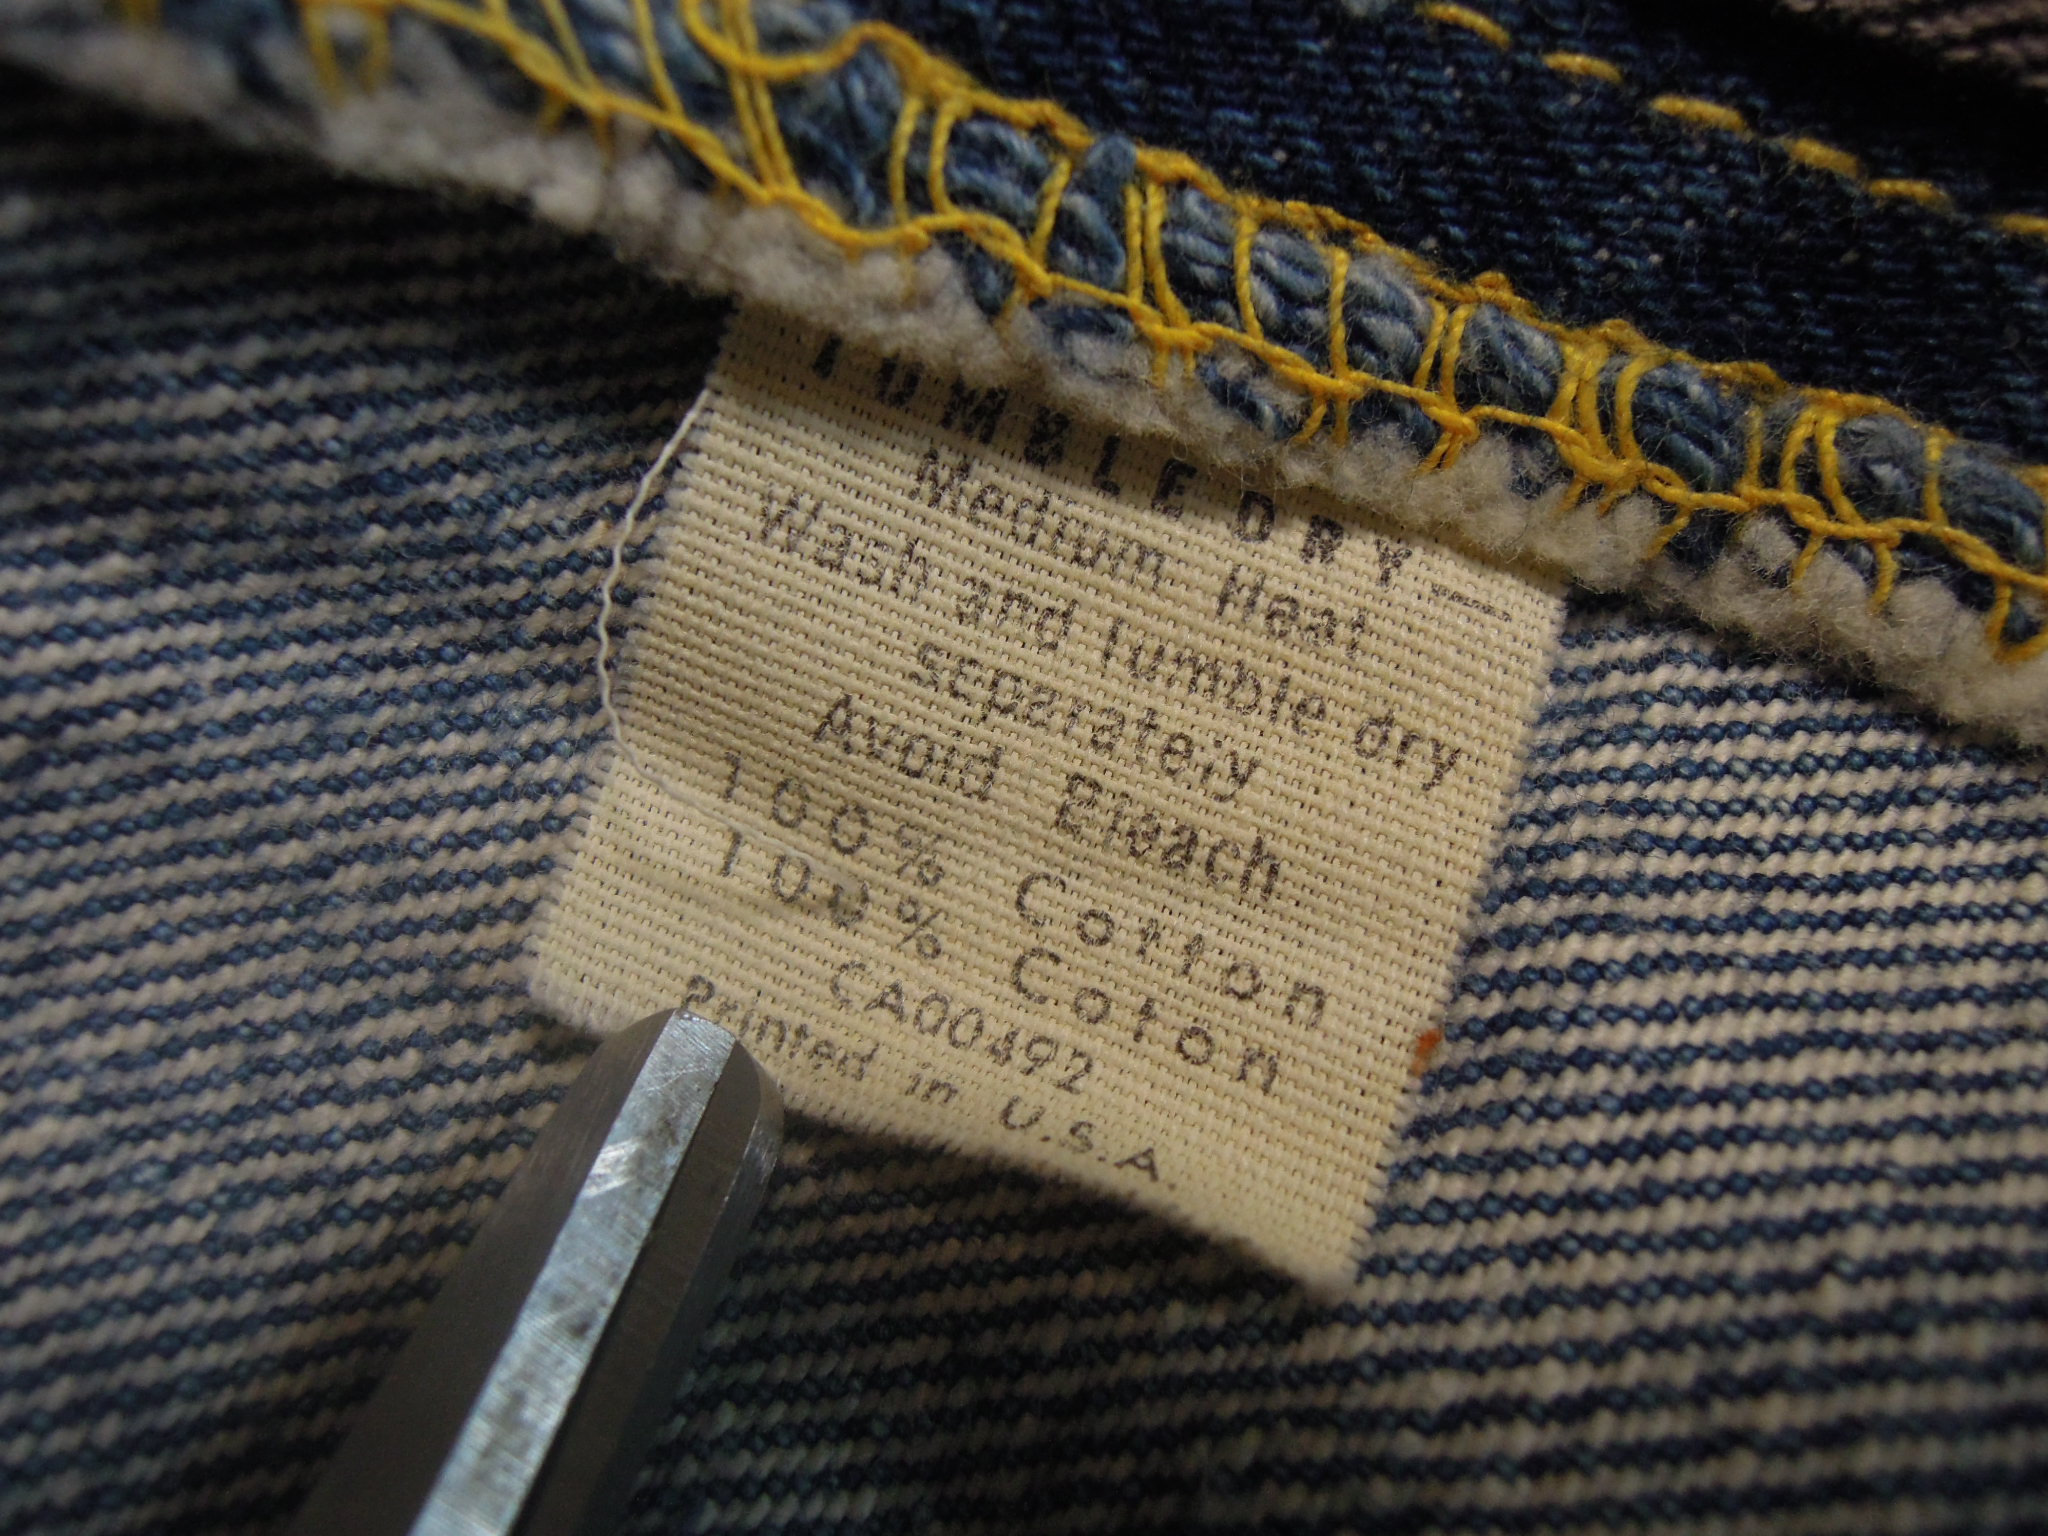 TUMBLE DRY—
Medium Heat
Wash and Tumble dry
Separately
Avoid Bleach
100% Cotton
100% Coton
CA00492
Printed in U.S.A.